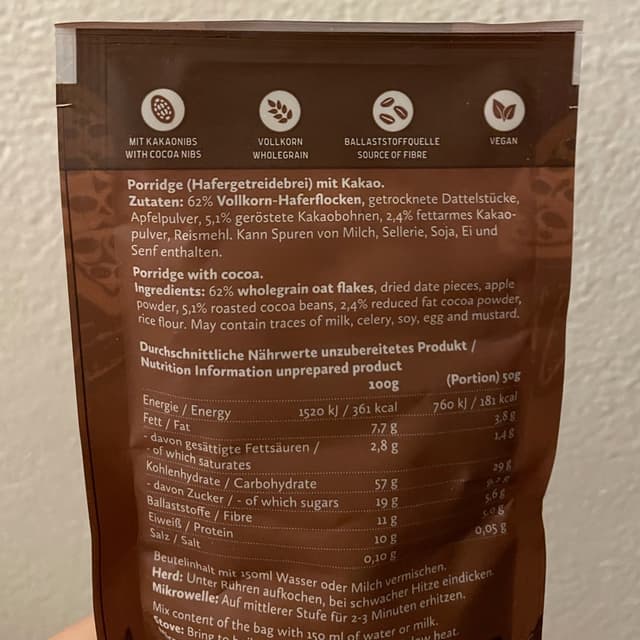 MIT KAKAONIBS
WITH COCOA NIBS
VOLLKORN
WHOLEGRAIN
BALLASTSTOFFQUELLE
SOURCE OF FIBRE
VEGAN
Porridge (Hafergetreidebrei) mit Kakao.
Zutaten: 62% Vollkorn-Haferflocken, getrocknete Dattelstücke,
Apfelpulver, 5,1% geröstete Kakaobohnen, 2,4% fettarmes Kakao-
pulver, Reismehl. Kann Spuren von Milch, Sellerie, Soja, Ei und
Senf enthalten.
Porridge with cocoa.
Ingredients: 62% wholegrain oat flakes, dried date pieces, apple
powder, 5,1% roasted cocoa beans, 2,4% reduced fat cocoa powder,
rice flour. May contain traces of milk, celery, soy, egg and mustard.
Durchschnittliche Nährwerte unzubereitetes Produkt /
Nutrition Information unprepared product
100g (Portion) 50g
Energie / Energy 1520 kJ / 361 kcal 760 kJ / 181 kcal
Fett / Fat 7,7 g 3,8 g
- davon gesättigte Fettsäuren /
- of which saturates 2,8 g 1,4 g
Kohlenhydrate / Carbohydrate 57 g 29 g
- davon Zucker / - of which sugars 19 g
Ballaststoffe / Fibre 11 g 5,6 g
Eiweiß / Protein 10 g 5,0 g
Salz / Salt 0,10 g 0,05 g
Beutelinhalt mit 150ml Wasser oder Milch vermischen.
Herd: Unter Rühren aufkochen, bei schwacher Hitze eindicken.
Mikrowelle: Auf mittlerer Stufe für 2-3 Minuten erhitzen.
Mix content of the bag with 150 ml of water or milk.
Stove: Bring to low heat.